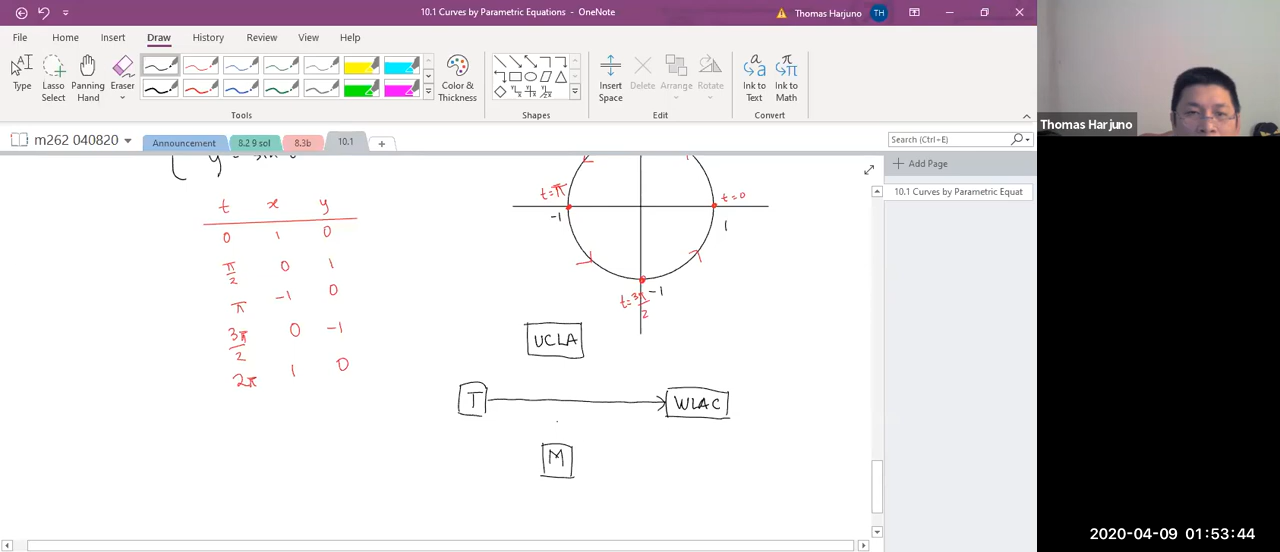 10.1 Curves by Parametric Equations - OneNote
Thomas Harjuno
TH
File Home Insert Draw History Review View Help
Type
Lasso Select
Panning Hand
Eraser
Color & Thickness
Insert Space
Delete
Arrange
Rotate
Ink to Text
Ink to Math
Tools
Shapes
Edit
Convert
Thomas Harjuno
m262 040820
Announcement
8.2 9 sol
8.3b
10.1
Search (Ctrl+E)
Add Page
10.1 Curves by Parametric Equat
t x y
0 1 0
π/2 0 1
π -1 0
3π/2 0 -1
2π 1 0
t=π
-1
t=0
1
t=3π/2
-1
UCLA
T
WLAC
M
2020-04-09 01:53:44